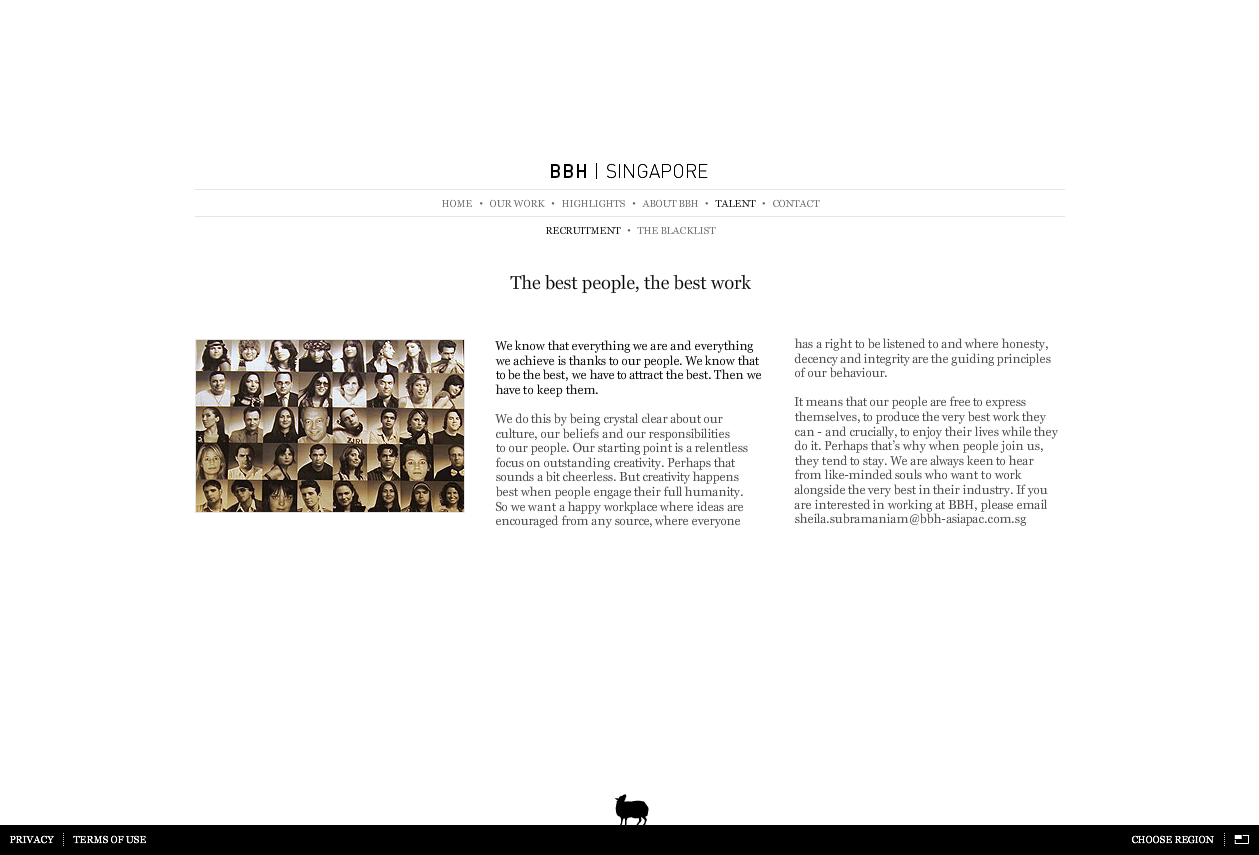 BBH | SINGAPORE
HOME • OUR WORK • HIGHLIGHTS • ABOUT BBH • TALENT • CONTACT
RECRUITMENT • THE BLACKLIST
The best people, the best work
We know that everything we are and everything
we achieve is thanks to our people. We know that
to be the best, we have to attract the best. Then we
have to keep them.
We do this by being crystal clear about our
culture, our beliefs and our responsibilities
to our people. Our starting point is a relentless
focus on outstanding creativity. Perhaps that
sounds a bit cheerless. But creativity happens
best when people engage their full humanity.
So we want a happy workplace where ideas are
encouraged from any source, where everyone
has a right to be listened to and where honesty,
decency and integrity are the guiding principles
of our behaviour.
It means that our people are free to express
themselves, to produce the very best work they
can - and crucially, to enjoy their lives while they
do it. Perhaps that's why when people join us,
they tend to stay. We are always keen to hear
from like-minded souls who want to work
alongside the very best in their industry. If you
are interested in working at BBH, please email
sheila.subramaniam@bbh-asiapac.com.sg
PRIVACY
TERMS OF USE
CHOOSE REGION